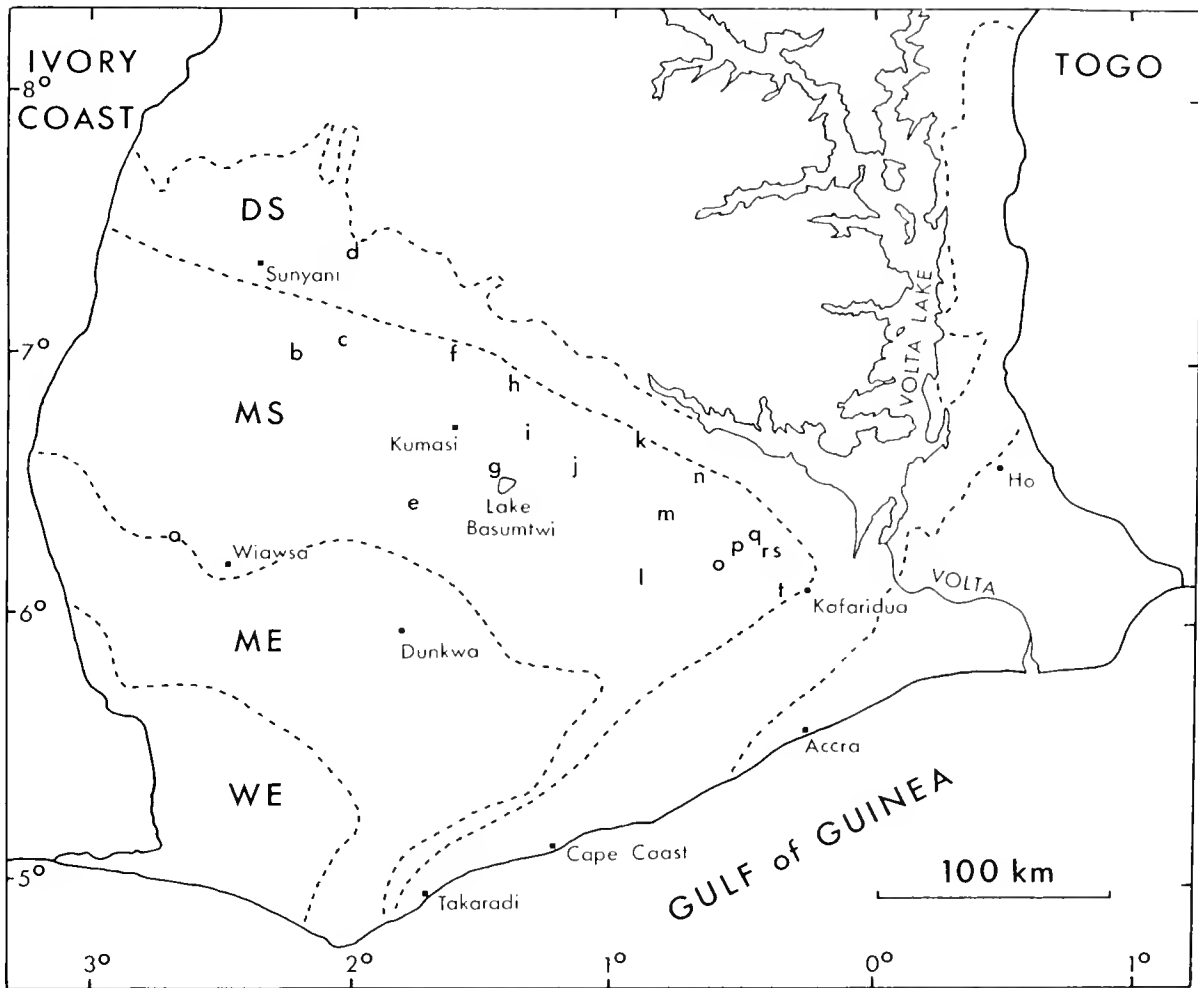 IVORY
COAST
TOGO
8°
DS
d
Sunyani
VOLTA LAKE
7°
b
c
f
h
MS
Kumasi
i
k
g
j
n
Ho
Lake
Basumtwi
e
m
a
Wiawsa
q
p
r s
o
l
t
VOLTA
6°
Kofaridua
ME
Dunkwa
Accra
WE
Cape Coast
GULF of GUINEA
5°
Takaradi
100 km
3°
2°
1°
0°
1°